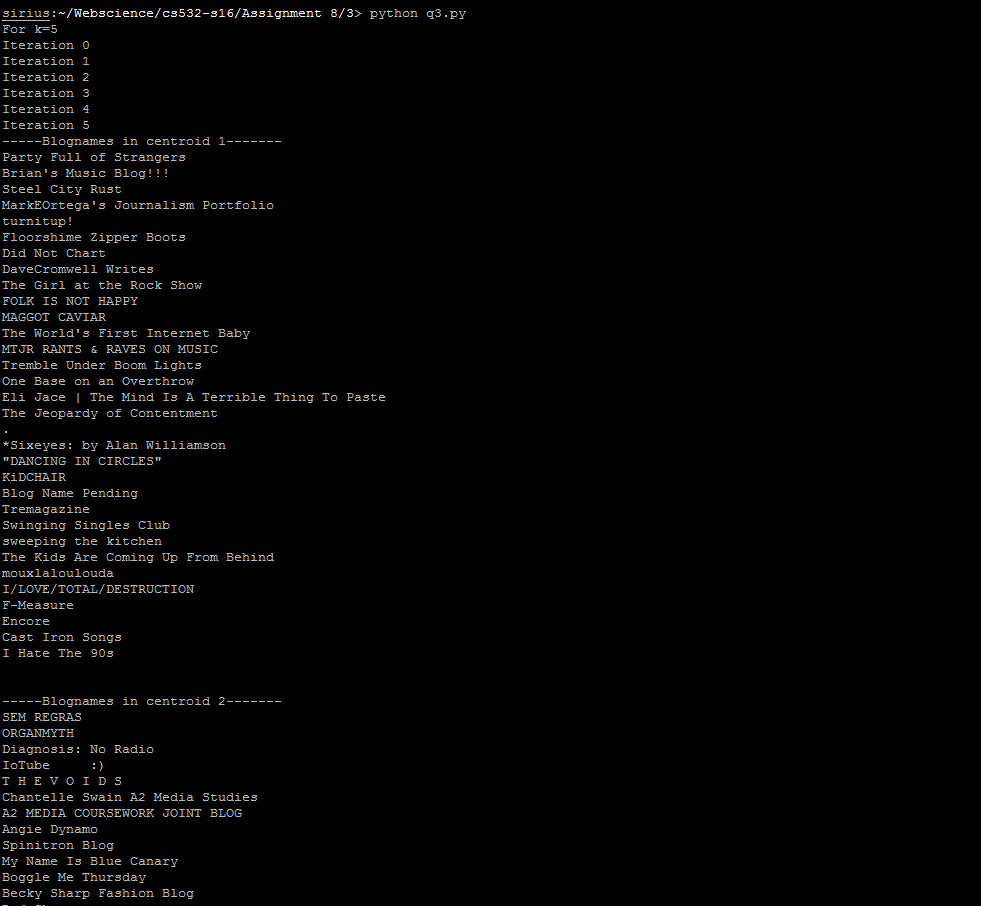 sirius:~/Webscience/cs532-s16/Assignment 8/3> python q3.py
For k=5
Iteration 0
Iteration 1
Iteration 2
Iteration 3
Iteration 4
Iteration 5
-----Blognames in centroid 1-------
Party Full of Strangers
Brian's Music Blog!!!
Steel City Rust
MarkEOrtega's Journalism Portfolio
turnitup!
Floorshime Zipper Boots
Did Not Chart
DaveCromwell Writes
The Girl at the Rock Show
FOLK IS NOT HAPPY
MAGGOT CAVIAR
The World's First Internet Baby
MTJR RANTS & RAVES ON MUSIC
Tremble Under Boom Lights
One Base on an Overthrow
Eli Jace | The Mind Is A Terrible Thing To Paste
The Jeopardy of Contentment
.
*Sixeyes: by Alan Williamson
"DANCING IN CIRCLES"
KiDCHAIR
Blog Name Pending
Tremagazine
Swinging Singles Club
sweeping the kitchen
The Kids Are Coming Up From Behind
mouxlaloulouda
I/LOVE/TOTAL/DESTRUCTION
F-Measure
Encore
Cast Iron Songs
I Hate The 90s
-----Blognames in centroid 2-------
SEM REGRAS
ORGANMYTH
Diagnosis: No Radio
IoTube     :)
T H E V O I D S
Chantelle Swain A2 Media Studies
A2 MEDIA COURSEWORK JOINT BLOG
Angie Dynamo
Spinitron Blog
My Name Is Blue Canary
Boggle Me Thursday
Becky Sharp Fashion Blog